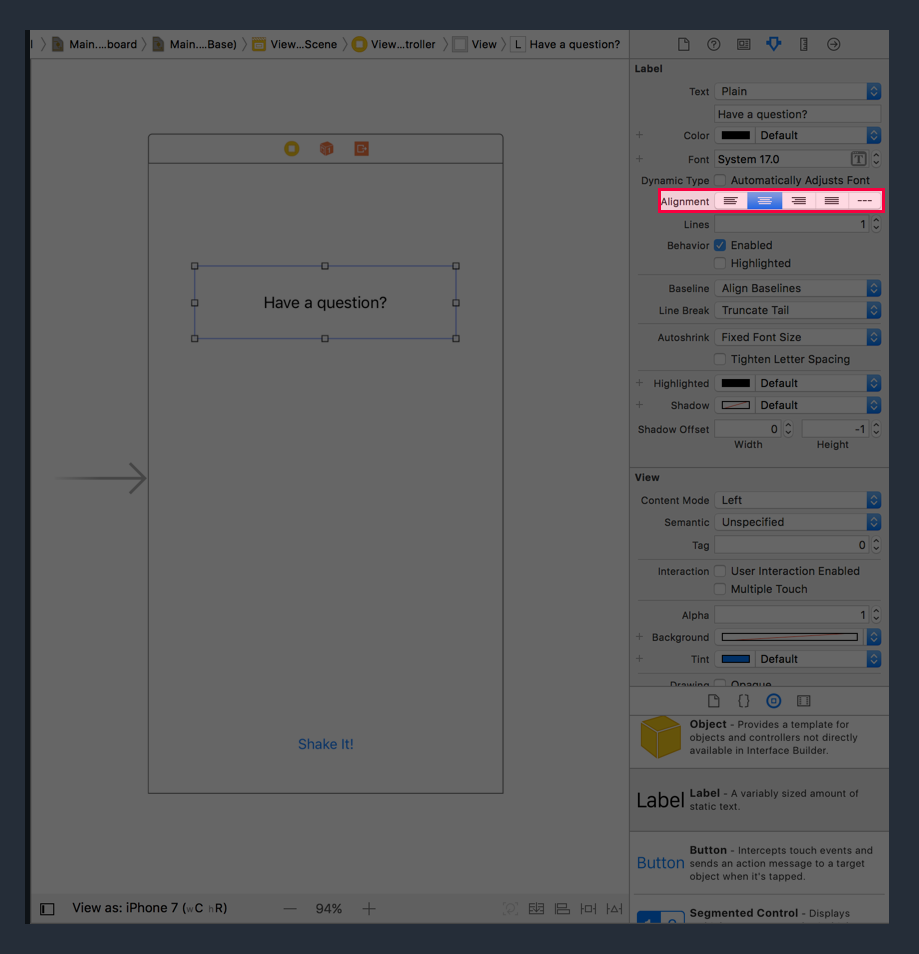 l 〉 Main....board 〉 Main....Base) 〉 View...Scene 〉 View...troller 〉 View 〉 L Have a question?
Label
Text Plain
Have a question?
+ Color Default
+ Font System 17.0 T
Dynamic Type Automatically Adjusts Font
Alignment ---
Lines 1
Behavior Enabled
Highlighted
Baseline Align Baselines
Line Break Truncate Tail
Autoshrink Fixed Font Size
Tighten Letter Spacing
+ Highlighted Default
+ Shadow Default
Shadow Offset 0 -1
Width Height
View
Content Mode Left
Semantic Unspecified
Tag 0
Interaction User Interaction Enabled
Multiple Touch
Alpha 1
+ Background
+ Tint Default
Drawing Opaque
{ }
Object - Provides a template for
objects and controllers not directly
available in Interface Builder.
Label
Label - A variably sized amount of
static text.
Button
Button - Intercepts touch events and
sends an action message to a target
object when it's tapped.
Segmented Control - Displays
Have a question?
Shake It!
View as: iPhone 7 (wC hR) — 94% +